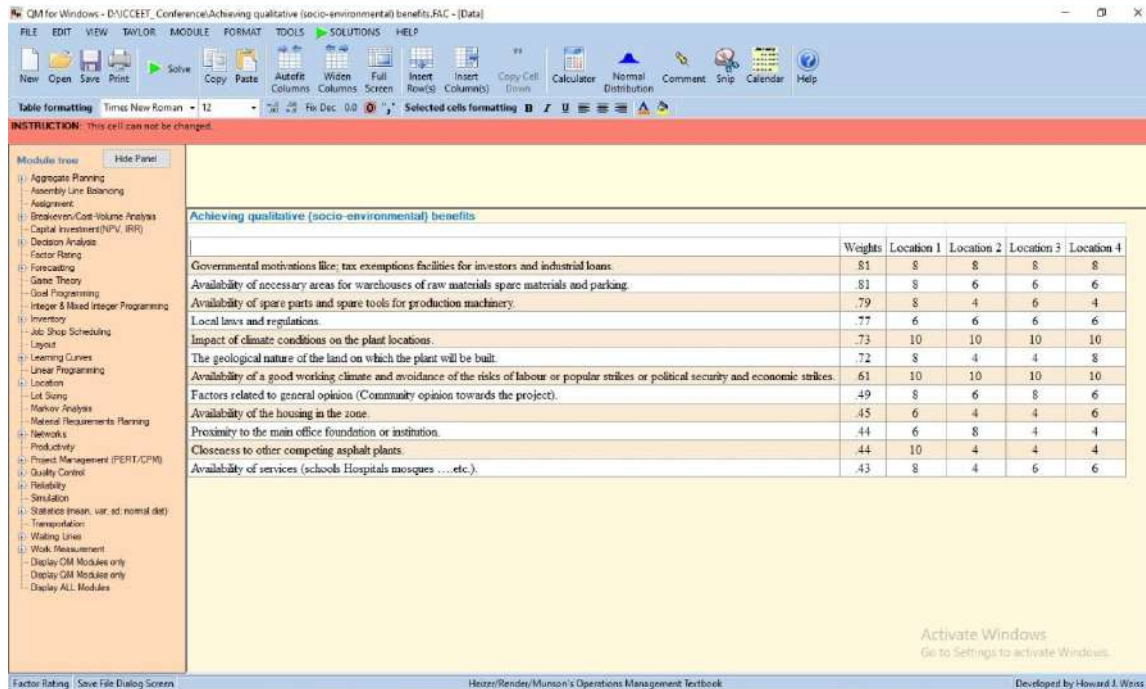 QM for Windows - D:\ICCEET_Conference\Achieving qualitative (socio-environmental) benefits.FAC - [Data]
FILE EDIT VIEW TAYLOR MODULE FORMAT TOOLS SOLUTIONS HELP
New Open Save Print Solve Copy Paste Autofit Columns Widen Columns Full Screen Insert Row(s) Insert Column(s) Copy Cell Down Calculator Normal Distribution Comment Snip Calendar Help
Table formatting Times New Roman 12 Fix Dec 0.0 Selected cells formatting B I U
INSTRUCTION: This cell can not be changed.
Module tree Hide Panel
Aggregate Planning
Assembly Line Balancing
Assignment
Breakeven/Cost-Volume Analysis
Capital Investment(NPV, IRR)
Decision Analysis
Factor Rating
Forecasting
Game Theory
Goal Programming
Integer & Mixed Integer Programming
Inventory
Job Shop Scheduling
Layout
Learning Curves
Linear Programming
Location
Lot Sizing
Markov Analysis
Material Requirements Planning
Networks
Productivity
Project Management (PERT/CPM)
Quality Control
Reliability
Simulation
Statistics (mean, var, sd; normal dist)
Transportation
Waiting Lines
Work Measurement
Display OM Modules only
Display QM Modules only
Display ALL Modules
Achieving qualitative (socio-environmental) benefits
Weights Location 1 Location 2 Location 3 Location 4
Governmental motivations like; tax exemptions facilities for investors and industrial loans. .81 8 8 8 8
Availability of necessary areas for warehouses of raw materials spare materials and parking. .81 8 6 6 6
Availability of spare parts and spare tools for production machinery. .79 8 4 6 4
Local laws and regulations. .77 6 6 6 6
Impact of climate conditions on the plant locations. .73 10 10 10 10
The geological nature of the land on which the plant will be built. .72 8 4 4 8
Availability of a good working climate and avoidance of the risks of labour or popular strikes or political security and economic strikes. .61 10 10 10 10
Factors related to general opinion (Community opinion towards the project). .49 8 6 8 6
Availability of the housing in the zone. .45 6 4 4 6
Proximity to the main office foundation or institution. .44 6 8 4 4
Closeness to other competing asphalt plants. .44 10 4 4 4
Availability of services (schools Hospitals mosques ....etc.). .43 8 4 6 6
Activate Windows
Go to Settings to activate Windows.
Factor Rating Save File Dialog Screen Heizer/Render/Munson's Operations Management Textbook Developed by Howard J. Weiss